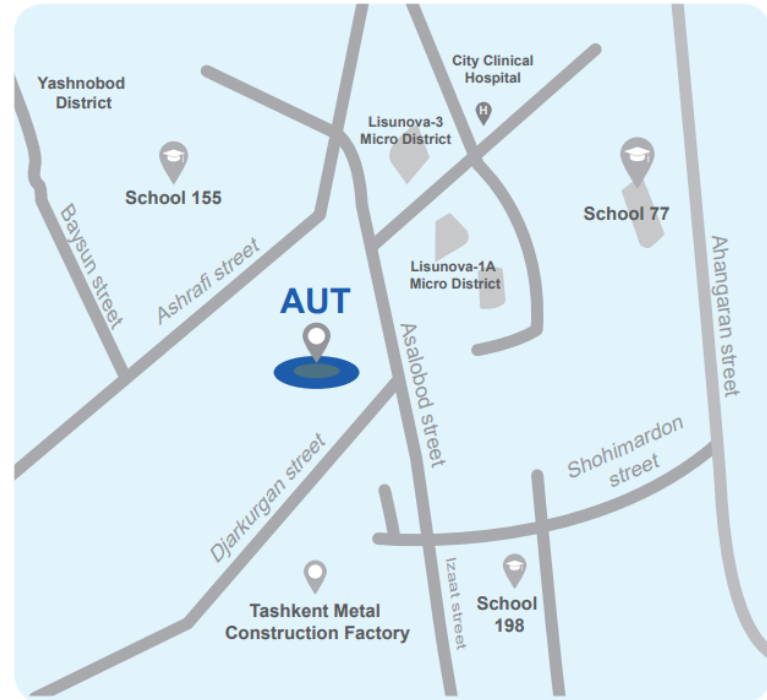 City Clinical
Hospital
H
Yashnobod
District
Lisunova-3
Micro District
School 155
School 77
Baysun street
Ashrafi street
Lisunova-1A
Micro District
Ahangaran street
AUT
Asalobod street
Shohimardon
street
Djarkurgan street
Izaat street
Tashkent Metal
Construction Factory
School
198